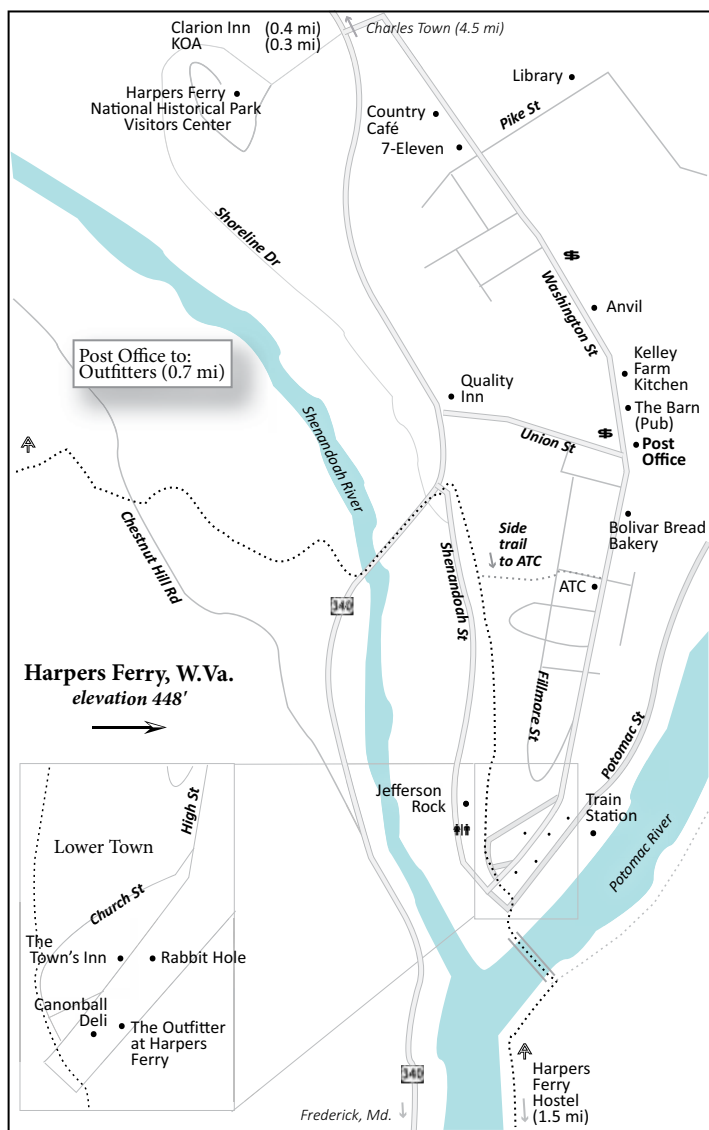 Clarion Inn (0.4 mi)
KOA (0.3 mi)
Charles Town (4.5 mi)
Harpers Ferry
National Historical Park
Visitors Center
Library
Country
Café
7-Eleven
Pike St
Shoreline Dr
$
Washington St
Anvil
Post Office to:
Outfitters (0.7 mi)
Kelley
Farm
Kitchen
Quality
Inn
The Barn
(Pub)
$
Post
Office
Union St
Shenandoah River
Chestnut Hill Rd
Side
trail
to ATC
Bolivar Bread
Bakery
Shenandoah St
ATC
340
Harpers Ferry, W.Va.
elevation 448'
Fillmore St
Potomac St
Jefferson
Rock
Train
Station
Potomac River
High St
Lower Town
Church St
The
Town's Inn
Rabbit Hole
Canonball
Deli
The Outfitter
at Harpers
Ferry
340
Frederick, Md.
Harpers
Ferry
Hostel
(1.5 mi)